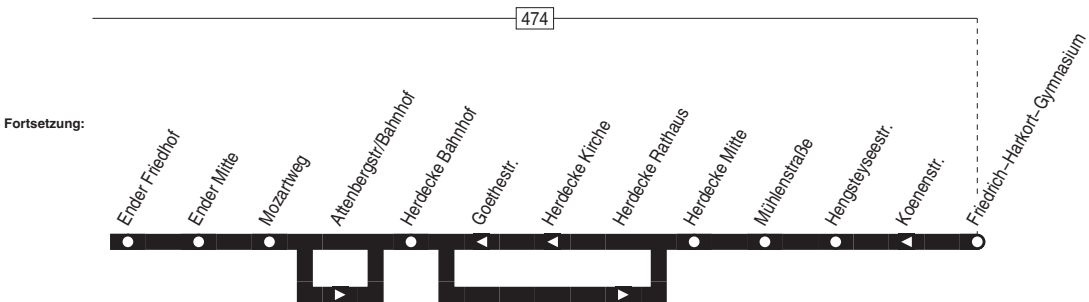 474
Fortsetzung:
Ender Friedhof
Ender Mitte
Mozartweg
Attenbergstr/Bahnhof
Herdecke Bahnhof
Goethestr.
Herdecke Kirche
Herdecke Rathaus
Herdecke Mitte
Mühlenstraße
Hengsteyseestr.
Koenenstr.
Friedrich–Harkort–Gymnasium